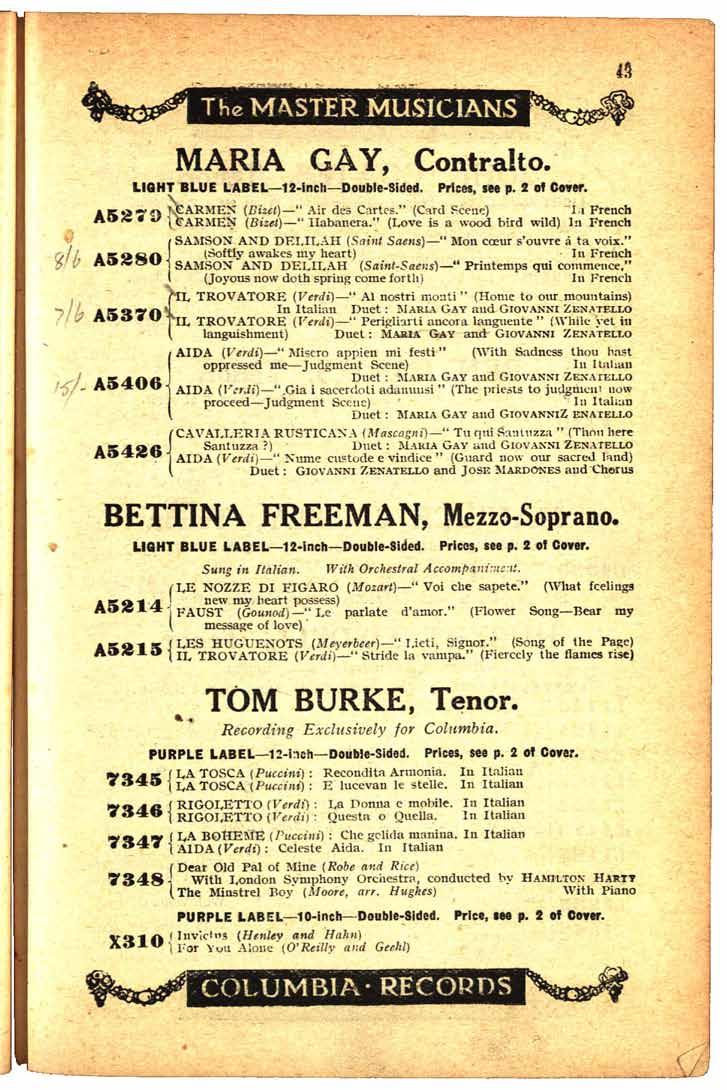 43
The MASTER MUSICIANS
MARIA GAY, Contralto.
LIGHT BLUE LABEL—12-inch—Double-Sided. Prices, see p. 2 of Cover.
A5279 CARMEN (Bizet)—“ Air des Cartes.” (Card Scene) In French
CARMEN (Bizet)—“ Habanera.” (Love is a wood bird wild) In French
8/6 A5280 SAMSON AND DELILAH (Saint Saens)—“ Mon cœur s'ouvre á ta voix.”
(Softly awakes my heart) In French
SAMSON AND DELILAH (Saint-Saens)—“ Printemps qui commence,”
(Joyous now doth spring come forth) In French
7/6 A5370 IL TROVATORE (Verdi)—“ Al nostri monti ” (Home to our mountains)
In Italian Duet : MARIA GAY and GIOVANNI ZENATELLO
IL TROVATORE (Verdi)—“ Perigliarti ancora languente ” (While yet in
languishment) Duet : MARIA GAY and GIOVANNI ZENATELLO
15/- A5406 AIDA (Verdi)—“ Misero appien mi festi ” (With Sadness thou hast
oppressed me—Judgment Scene) In Italian
Duet : MARIA GAY and GIOVANNI ZENATELLO
AIDA (Verdi)—“ Gia i sacerdoti adanunsi ” (The priests to judgment now
proceed—Judgment Scene) In Italian
Duet : MARIA GAY and GIOVANNIZ ENATELLO
A5426 CAVALLERIA RUSTICANA (Mascagni)—“ Tu qui Santuzza ” (Thou here
Santuzza ?) Duet : MARIA GAY and GIOVANNI ZENATELLO
AIDA (Verdi)—“ Nume custode e vindice ” (Guard now our sacred land)
Duet : GIOVANNI ZENATELLO and JOSE MARDONES and Chorus
BETTINA FREEMAN, Mezzo-Soprano.
LIGHT BLUE LABEL—12-inch—Double-Sided. Prices, see p. 2 of Cover.
Sung in Italian. With Orchestral Accompaniment.
A5214 LE NOZZE DI FIGARO (Mozart)—“ Voi che sapete.” (What feelings
new my heart possess)
FAUST (Gounod)—“ Le parlate d'amor.” (Flower Song—Bear my
message of love)
A5215 LES HUGUENOTS (Meyerbeer)—“ Lieti, Signor.” (Song of the Page)
IL TROVATORE (Verdi)—“ Stride la vampa.” (Fiercely the flames rise)
TOM BURKE, Tenor.
Recording Exclusively for Columbia.
PURPLE LABEL—12-inch—Double-Sided. Prices, see p. 2 of Cover.
7345 LA TOSCA (Puccini) : Recondita Armonia. In Italian
LA TOSCA (Puccini) : E lucevan le stelle. In Italian
7346 RIGOLETTO (Verdi) : La Donna e mobile. In Italian
RIGOLETTO (Verdi) : Questa o Quella. In Italian
7347 LA BOHEME (Puccini) : Che gelida manina. In Italian
AIDA (Verdi) : Celeste Aida. In Italian
7348 Dear Old Pal of Mine (Robe and Rice)
With London Symphony Orchestra, conducted by HAMILTON HARTY
The Minstrel Boy (Moore, arr. Hughes) With Piano
PURPLE LABEL—10-inch—Double-Sided. Price, see p. 2 of Cover.
X310 Invictus (Henley and Hahn)
For You Alone (O'Reilly and Geehl)
COLUMBIA · RECORDS